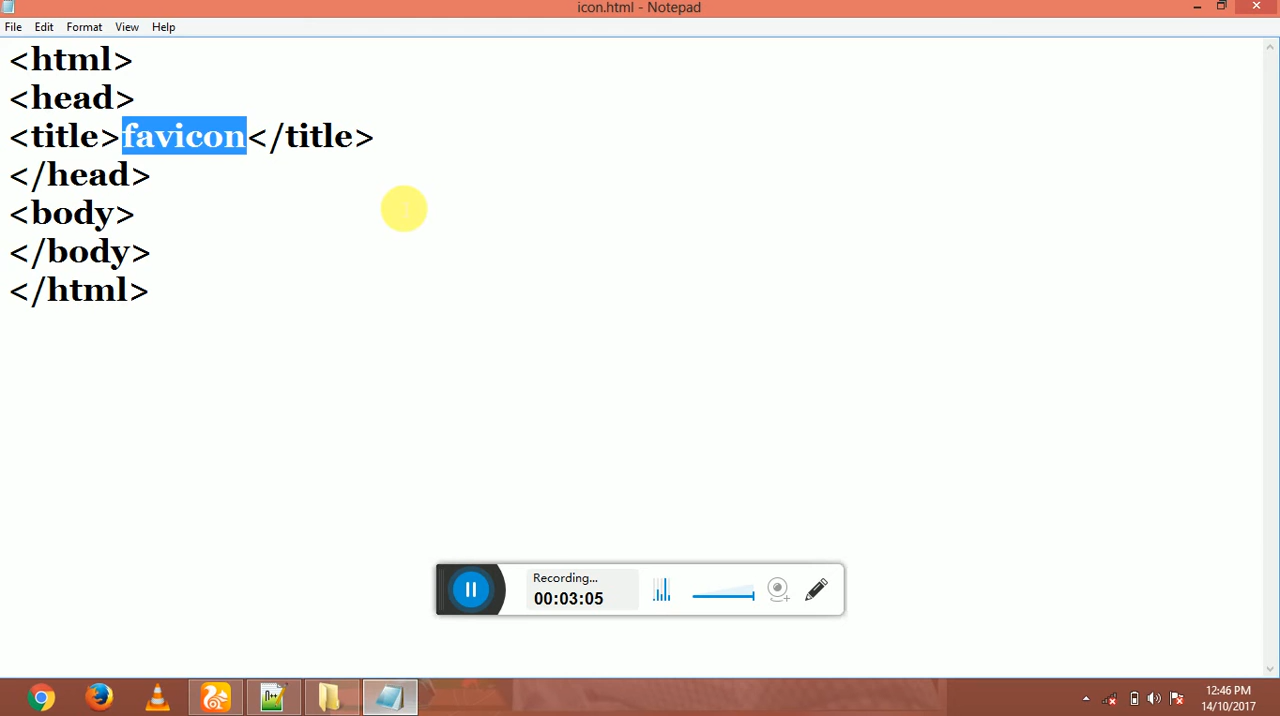 icon.html - Notepad
File Edit Format View Help
<html>
<head>
<title>favicon</title>
</head>
<body>
</body>
</html>
Recording...
00:03:05
n++
12:46 PM
14/10/2017